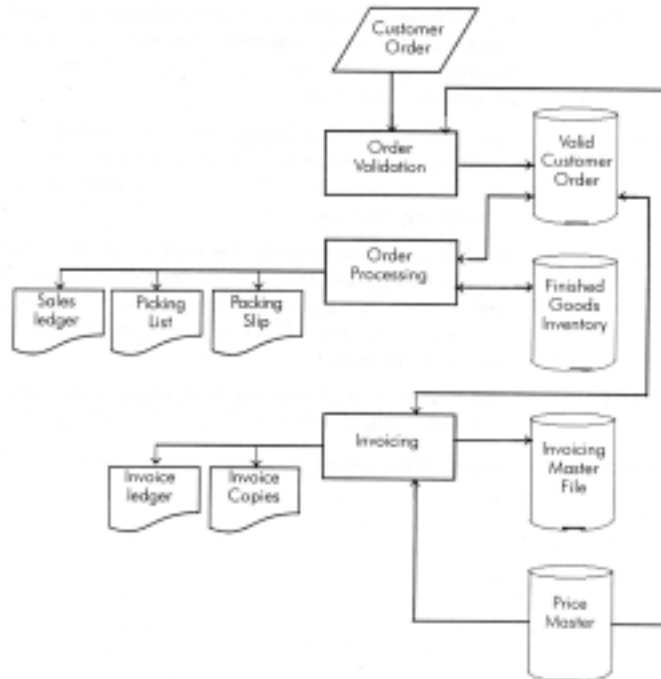 Customer
Order
Order
Validation
Valid
Customer
Order
Order
Processing
Sales
ledger
Picking
List
Packing
Slip
Finished
Goods
Inventory
Invoicing
Invoicing
Master
File
Invoice
ledger
Invoice
Copies
Price
Master